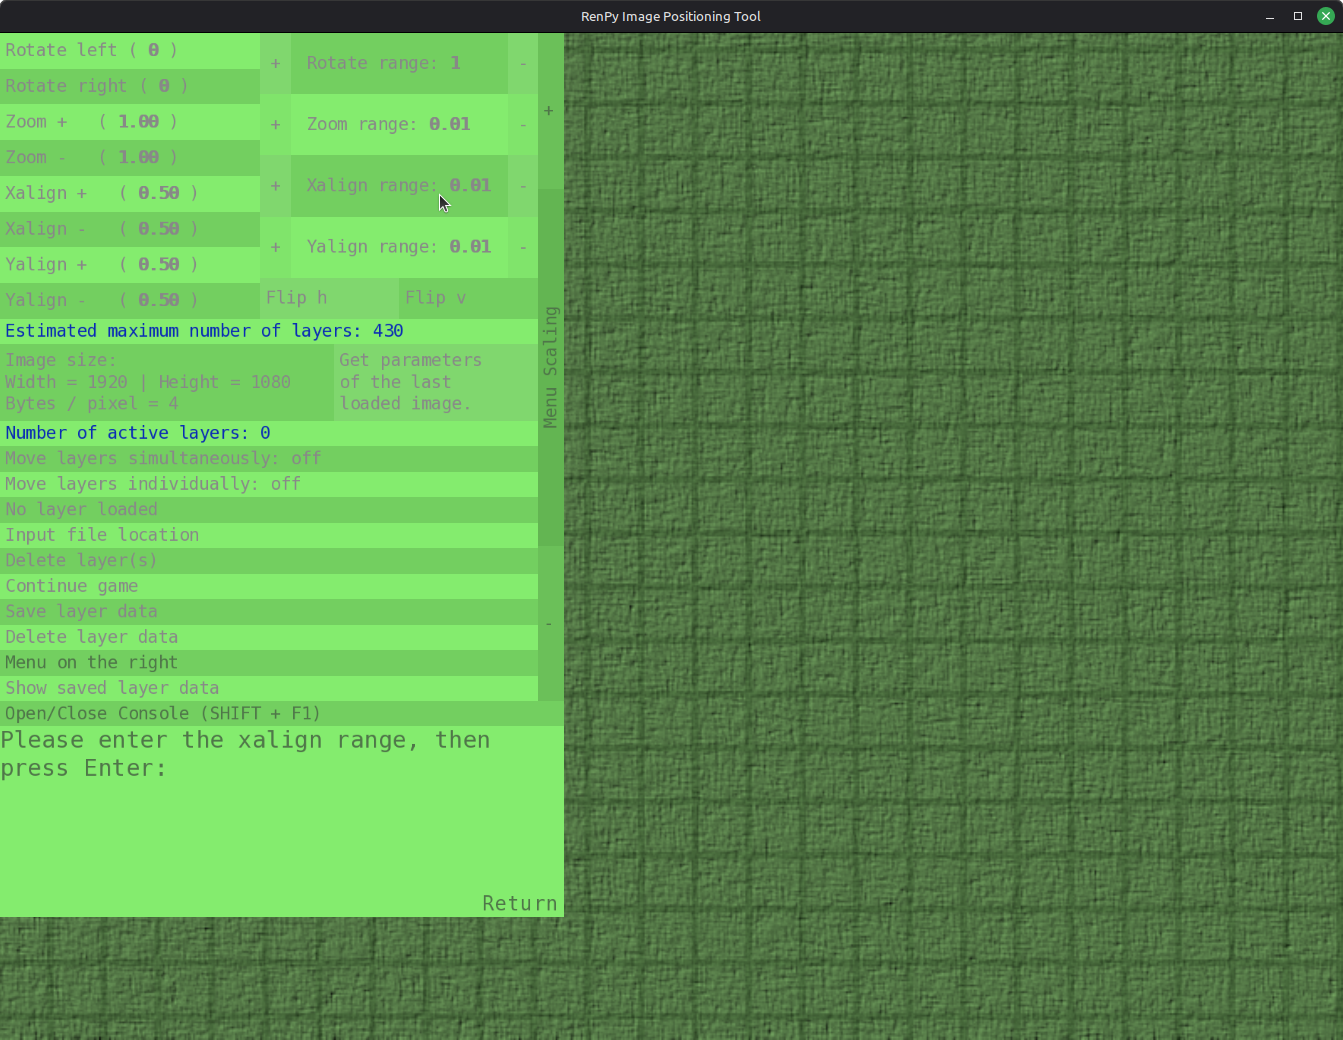 RenPy Image Positioning Tool
Rotate left ( 0 )
Rotate right ( 0 )
Zoom + ( 1.00 )
Zoom - ( 1.00 )
Xalign + ( 0.50 )
Xalign - ( 0.50 )
Yalign + ( 0.50 )
Yalign - ( 0.50 )
+ Rotate range: 1 -
+ Zoom range: 0.01 -
+ Xalign range: 0.01 -
+ Yalign range: 0.01 -
Flip h Flip v
+
Menu Scaling
-
Estimated maximum number of layers: 430
Image size:
Width = 1920 | Height = 1080
Bytes / pixel = 4
Get parameters
of the last
loaded image.
Number of active layers: 0
Move layers simultaneously: off
Move layers individually: off
No layer loaded
Input file location
Delete layer(s)
Continue game
Save layer data
Delete layer data
Menu on the right
Show saved layer data
Open/Close Console (SHIFT + F1)
Please enter the xalign range, then
press Enter:
Return